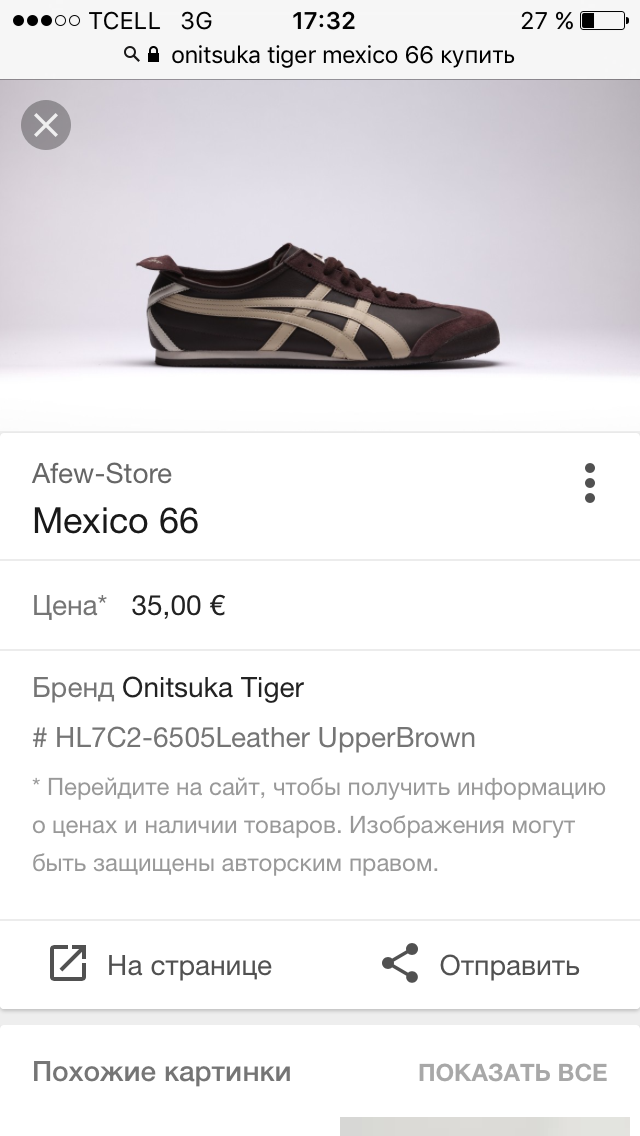 TCELL 3G 17:32 27 %
onitsuka tiger mexico 66 купить
Afew-Store
Mexico 66
Цена* 35,00 €
Бренд Onitsuka Tiger
# HL7C2-6505Leather UpperBrown
* Перейдите на сайт, чтобы получить информацию
о ценах и наличии товаров. Изображения могут
быть защищены авторским правом.
На странице Отправить
Похожие картинки ПОКАЗАТЬ ВСЕ